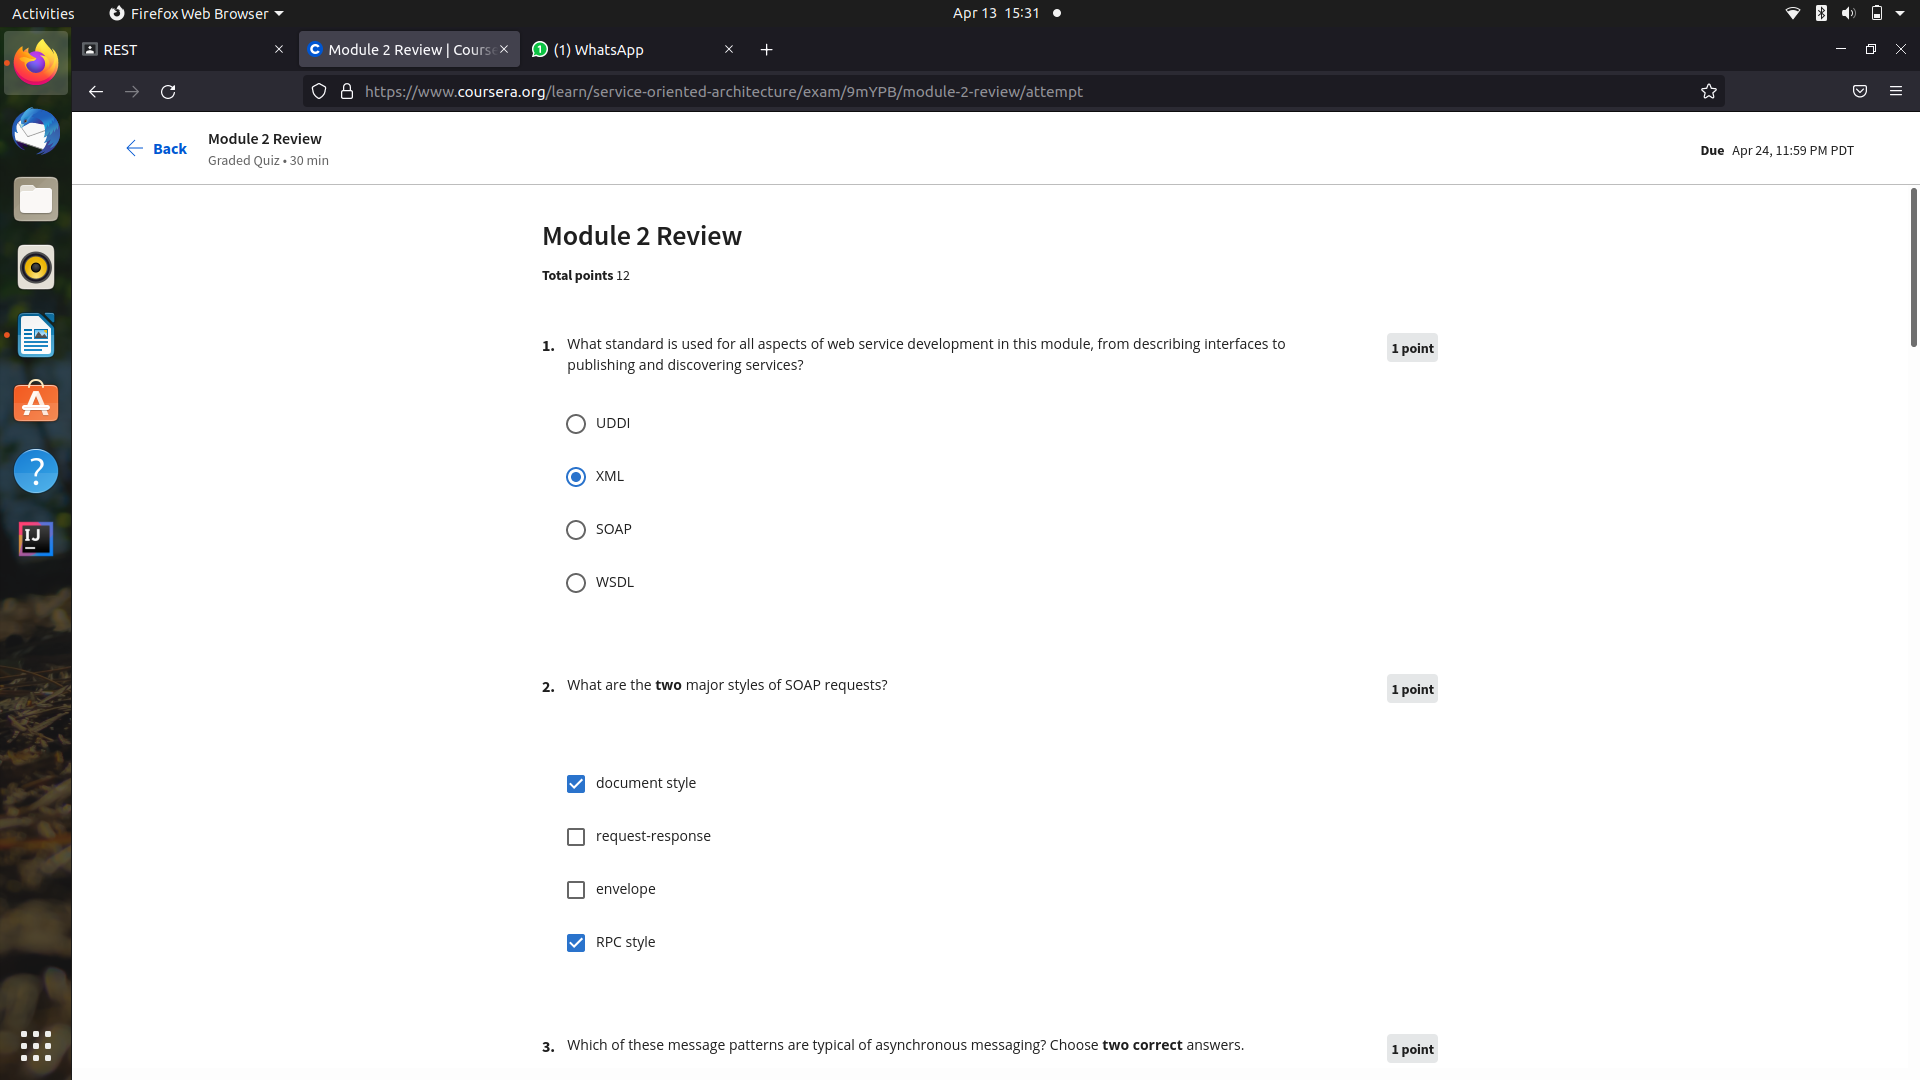 Activities
Firefox Web Browser
Apr 13 15:31
REST
Module 2 Review | Cours
(1) WhatsApp
https://www.coursera.org/learn/service-oriented-architecture/exam/9mYPB/module-2-review/attempt
Back
Module 2 Review
Graded Quiz • 30 min
Due Apr 24, 11:59 PM PDT
Module 2 Review
Total points 12
1. What standard is used for all aspects of web service development in this module, from describing interfaces to
publishing and discovering services?
1 point
UDDI
XML
SOAP
WSDL
2. What are the two major styles of SOAP requests?
1 point
document style
request-response
envelope
RPC style
3. Which of these message patterns are typical of asynchronous messaging? Choose two correct answers.
1 point